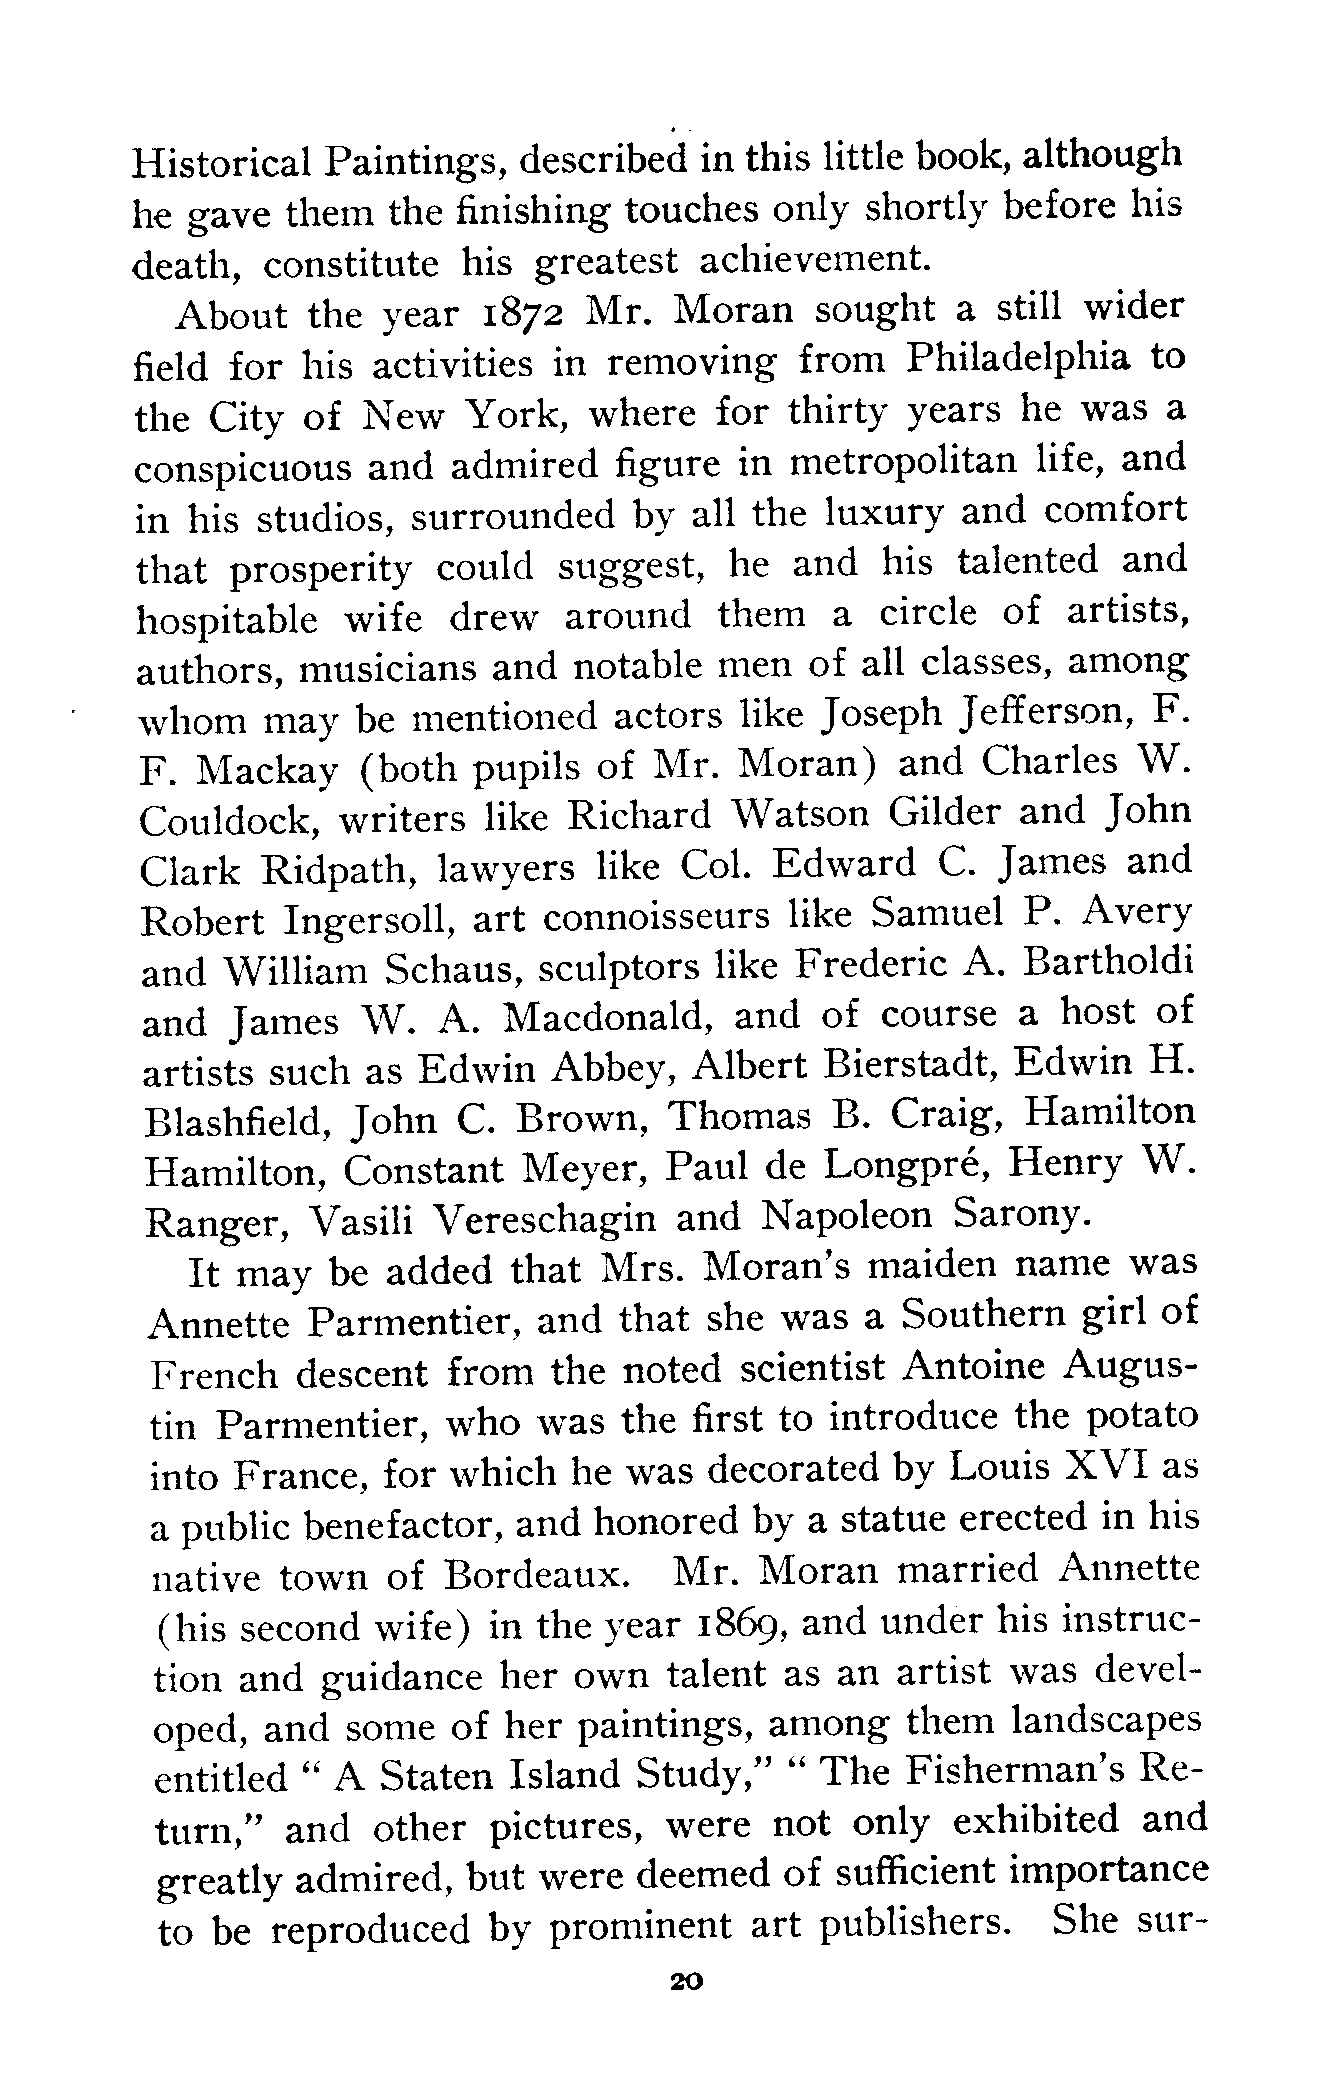 Historical Paintings, described in this little book, although
he gave them the finishing touches only shortly before his
death, constitute his greatest achievement.
About the year 1872 Mr. Moran sought a still wider
field for his activities in removing from Philadelphia to
the City of New York, where for thirty years he was a
conspicuous and admired figure in metropolitan life, and
in his studios, surrounded by all the luxury and comfort
that prosperity could suggest, he and his talented and
hospitable wife drew around them a circle of artists,
authors, musicians and notable men of all classes, among
whom may be mentioned actors like Joseph Jefferson, F.
F. Mackay (both pupils of Mr. Moran) and Charles W.
Couldock, writers like Richard Watson Gilder and John
Clark Ridpath, lawyers like Col. Edward C. James and
Robert Ingersoll, art connoisseurs like Samuel P. Avery
and William Schaus, sculptors like Frederic A. Bartholdi
and James W. A. Macdonald, and of course a host of
artists such as Edwin Abbey, Albert Bierstadt, Edwin H.
Blashfield, John C. Brown, Thomas B. Craig, Hamilton
Hamilton, Constant Meyer, Paul de Longpré, Henry W.
Ranger, Vasili Vereschagin and Napoleon Sarony.
It may be added that Mrs. Moran's maiden name was
Annette Parmentier, and that she was a Southern girl of
French descent from the noted scientist Antoine Augus-
tin Parmentier, who was the first to introduce the potato
into France, for which he was decorated by Louis XVI as
a public benefactor, and honored by a statue erected in his
native town of Bordeaux. Mr. Moran married Annette
(his second wife) in the year 1869, and under his instruc-
tion and guidance her own talent as an artist was devel-
oped, and some of her paintings, among them landscapes
entitled " A Staten Island Study," " The Fisherman's Re-
turn," and other pictures, were not only exhibited and
greatly admired, but were deemed of sufficient importance
to be reproduced by prominent art publishers. She sur-
20